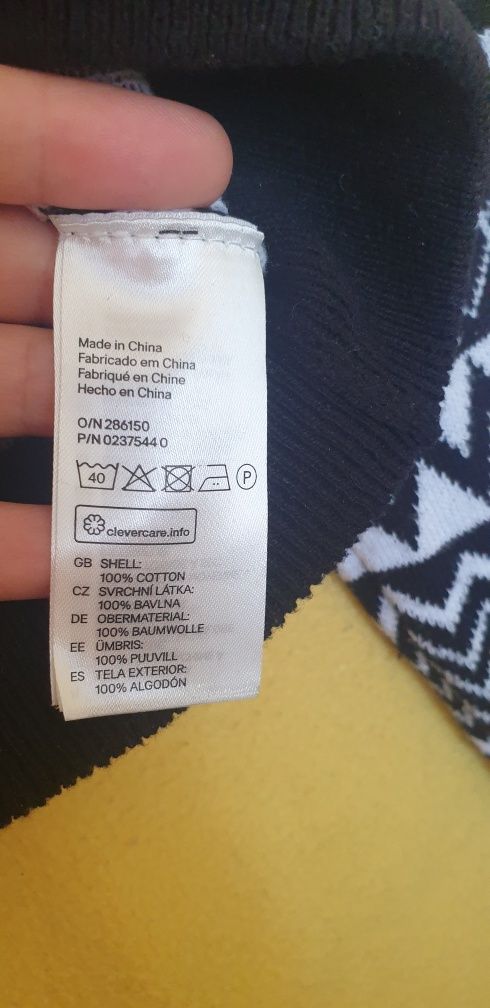 Made in China
Fabricado em China
Fabriqué en Chine
Hecho en China
O/N 286150
P/N 0237544 0
40
P
clevercare.info
GB SHELL:
100% COTTON
CZ SVRCHNÍ LÁTKA:
100% BAVLNA
DE OBERMATERIAL:
100% BAUMWOLLE
EE ÜMBRIS:
100% PUUVILL
ES TELA EXTERIOR:
100% ALGODÓN